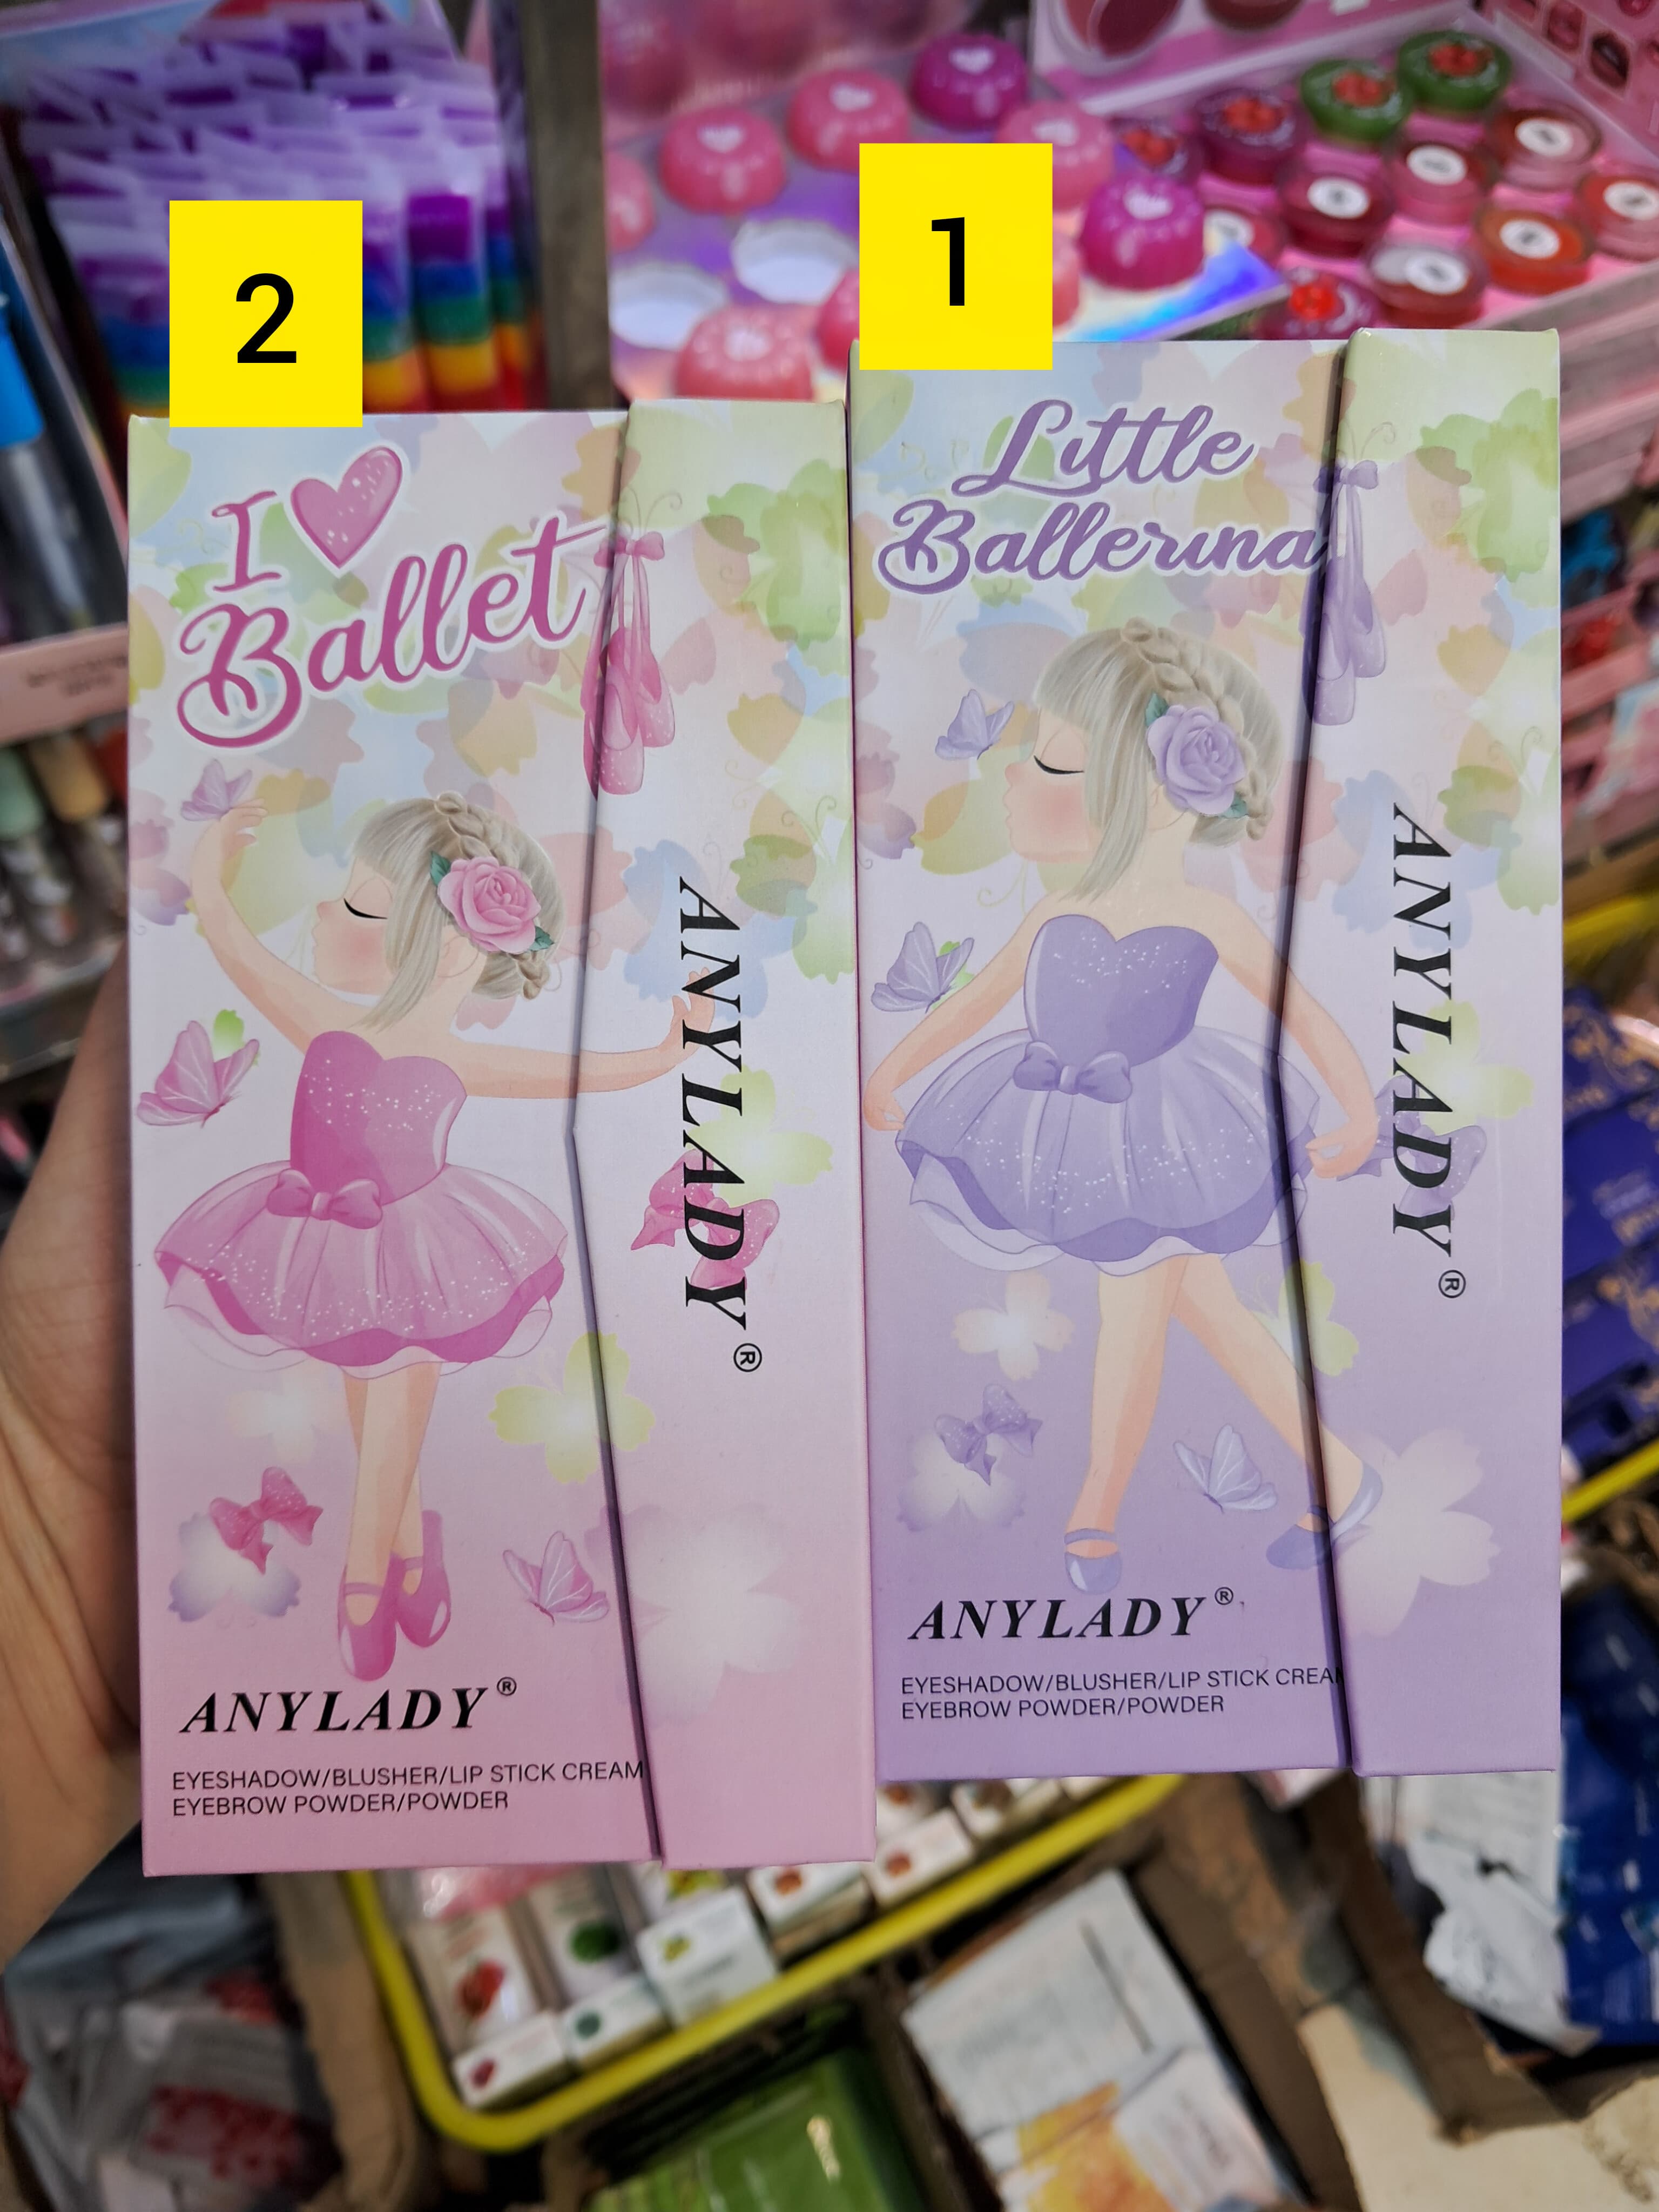 2
I
Ballet
ANYLADY®
ANYLADY®
EYESHADOW/BLUSHER/LIP STICK CREAM
EYEBROW POWDER/POWDER
1
Little
Ballerina
ANYLADY®
ANYLADY®
EYESHADOW/BLUSHER/LIP STICK CREA
EYEBROW POWDER/POWDER